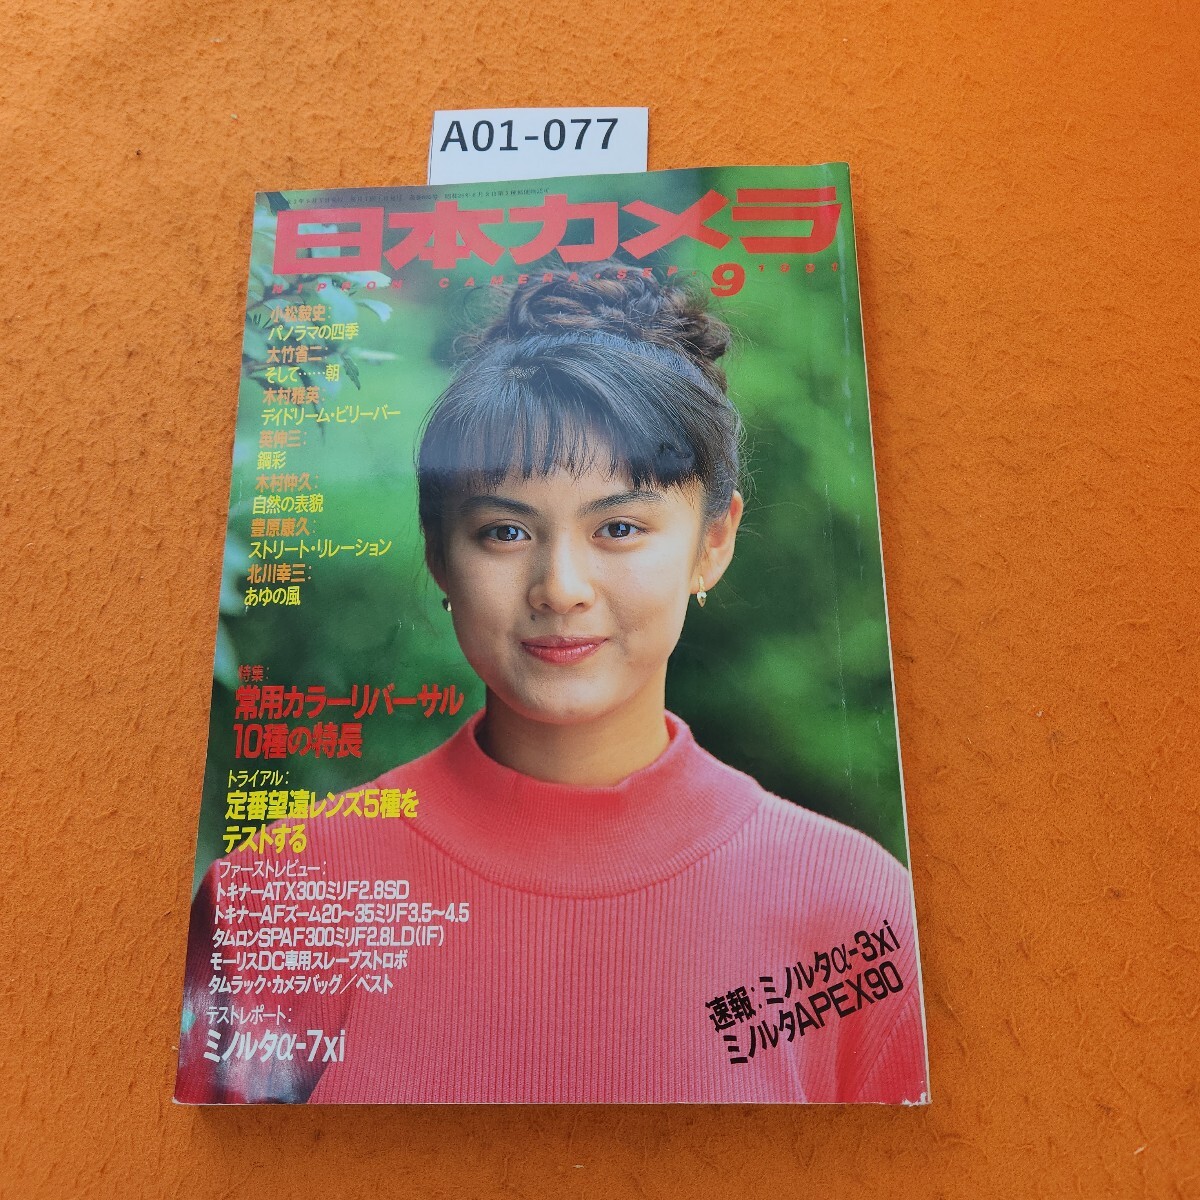 A01-077
日本カメラ
NIPPON CAMERA・SEP. 9 1991
小松毅史:
パノラマの四季
大竹省二:
そして……朝
木村雅英:
デイドリーム・ビリーバー
英伸三:
鋼彩
木村仲久:
自然の表貌
豊原康久:
ストリート・リレーション
北川幸三:
あゆの風
特集:
常用カラーリバーサル
10種の特長
トライアル:
定番望遠レンズ5種を
テストする
ファーストレビュー:
トキナーATX300ミリF2.8SD
トキナーAFズーム20〜35ミリF3.5〜4.5
タムロンSPAF300ミリF2.8LD(IF)
モーリスDC専用スレーブストロボ
タムラック・カメラバッグ/ベスト
テストレポート:
ミノルタα-7xi
速報:ミノルタα-3xi
ミノルタAPEX90